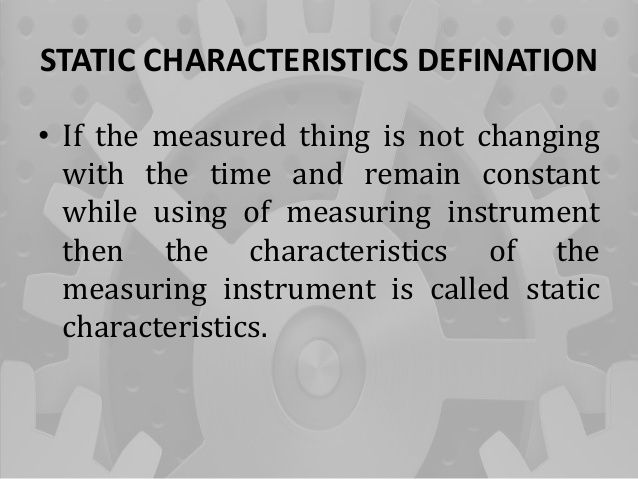 STATIC CHARACTERISTICS DEFINATION
• If the measured thing is not changing
with the time and remain constant
while using of measuring instrument
then the characteristics of the
measuring instrument is called static
characteristics.